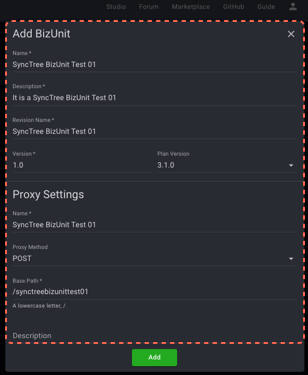 Studio Forum Marketplace GitHub Guide
Add BizUnit
Name *
SyncTree BizUnit Test 01
Description *
It is a SyncTree BizUnit Test 01
Revision Name *
SyncTree BizUnit Test 01
Version * Plan Version
1.0 3.1.0
Proxy Settings
Name *
SyncTree BizUnit Test 01
Proxy Method
POST
Base Path *
/synctreebizunittest01
A lowercase letter, /
Description
Add